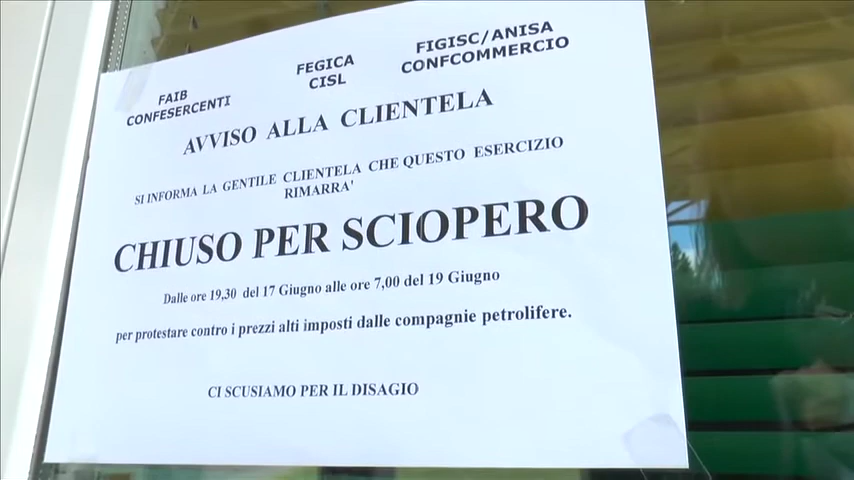 FAIB
CONFESERCENTI
FEGICA
CISL
FIGISC/ANISA
CONFCOMMERCIO
AVVISO ALLA CLIENTELA
SI INFORMA LA GENTILE CLIENTELA CHE QUESTO ESERCIZIO
RIMARRA'
CHIUSO PER SCIOPERO
Dalle ore 19,30 del 17 Giugno alle ore 7,00 del 19 Giugno
per protestare contro i prezzi alti imposti dalle compagnie petrolifere.
CI SCUSIAMO PER IL DISAGIO